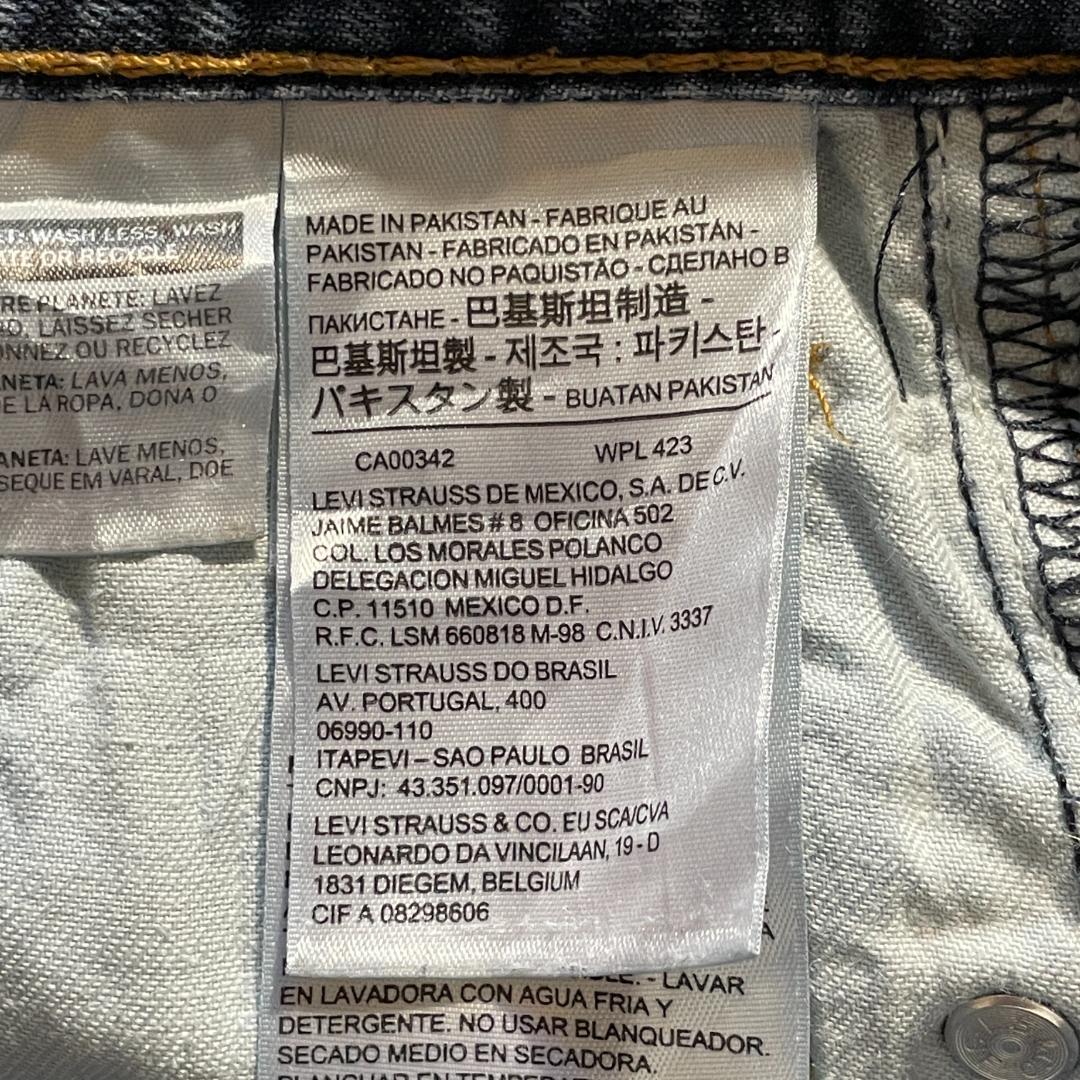 WASH LESS, WASH
OR RECYCLE
PLANETE: LAVEZ
LAISSEZ SECHER
OU RECYCLEZ
LAVA MENOS,
LA ROPA, DONA O
LAVE MENOS,
SEQUE EM VARAL, DOE
MADE IN PAKISTAN - FABRIQUE AU
PAKISTAN - FABRICADO EN PAKISTÁN -
FABRICADO NO PAQUISTÃO - СДЕЛАНО В
ПАКИСТАНЕ - 巴基斯坦制造 -
巴基斯坦製 - 제조국 : 파키스탄 -
パキスタン製 - BUATAN PAKISTAN
CA00342 WPL 423
LEVI STRAUSS DE MEXICO, S.A. DE C.V.
JAIME BALMES # 8 OFICINA 502
COL. LOS MORALES POLANCO
DELEGACION MIGUEL HIDALGO
C.P. 11510 MEXICO D.F.
R.F.C. LSM 660818 M-98 C.N.I.V. 3337
LEVI STRAUSS DO BRASIL
AV. PORTUGAL, 400
06990-110
ITAPEVI – SAO PAULO BRASIL
CNPJ: 43.351.097/0001-90
LEVI STRAUSS & CO. EU SCA/CVA
LEONARDO DA VINCILAAN, 19 - D
1831 DIEGEM, BELGIUM
CIF A 08298606
- LAVAR
EN LAVADORA CON AGUA FRIA Y
DETERGENTE. NO USAR BLANQUEADOR.
SECADO MEDIO EN SECADORA.